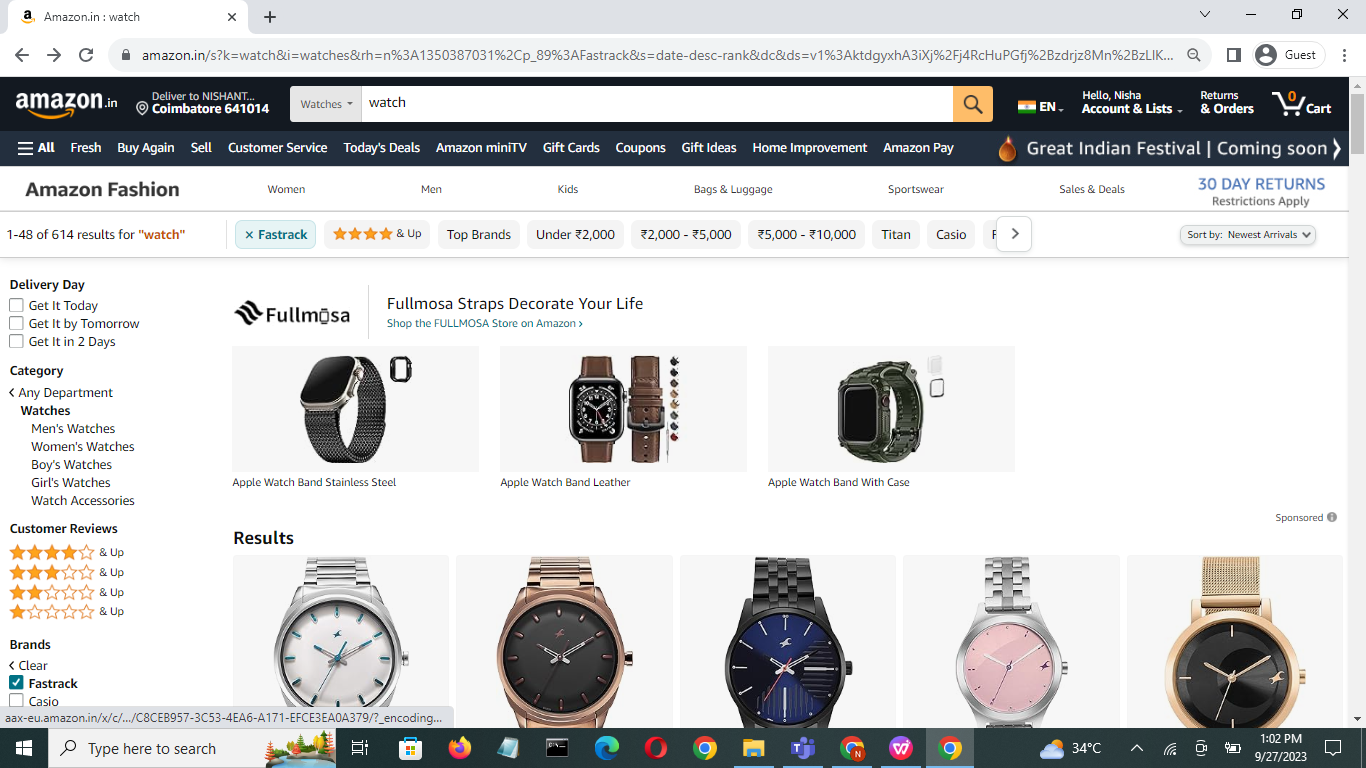 Amazon.in : watch
amazon.in/s?k=watch&i=watches&rh=n%3A1350387031%2Cp_89%3AFastrack&s=date-desc-rank&dc&ds=v1%3AktdgyxhA3iXj%2Fj4RcHuPGfj%2Bzdrjz8Mn%2BzLlK...
Guest
amazon.in
Deliver to NISHANT...
Coimbatore 641014
Watches
watch
EN
Hello, Nisha
Account & Lists
Returns
& Orders
0
Cart
All
Fresh
Buy Again
Sell
Customer Service
Today's Deals
Amazon miniTV
Gift Cards
Coupons
Gift Ideas
Home Improvement
Amazon Pay
Great Indian Festival | Coming soon
Amazon Fashion
Women
Men
Kids
Bags & Luggage
Sportswear
Sales & Deals
30 DAY RETURNS
Restrictions Apply
1-48 of 614 results for "watch"
× Fastrack
& Up
Top Brands
Under ₹2,000
₹2,000 - ₹5,000
₹5,000 - ₹10,000
Titan
Casio
Sort by: Newest Arrivals
Delivery Day
Get It Today
Get It by Tomorrow
Get It in 2 Days
Category
Any Department
Watches
Men's Watches
Women's Watches
Boy's Watches
Girl's Watches
Watch Accessories
Customer Reviews
& Up
& Up
& Up
& Up
Brands
Clear
Fastrack
Casio
Fullmosa
Fullmosa Straps Decorate Your Life
Shop the FULLMOSA Store on Amazon ›
Apple Watch Band Stainless Steel
Apple Watch Band Leather
Apple Watch Band With Case
Sponsored
Results
aax-eu.amazon.in/x/c/.../C8CEB957-3C53-4EA6-A171-EFCE3EA0A379/?_encoding...
Type here to search
34°C
1:02 PM
9/27/2023